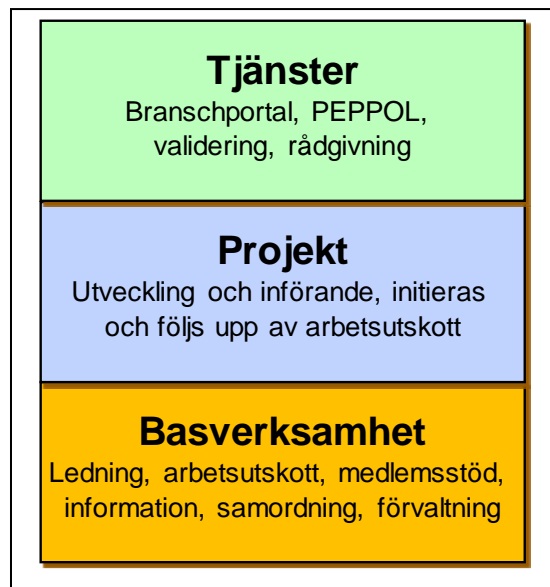 Tjänster
Branschportal, PEPPOL,
validering, rådgivning
Projekt
Utveckling och införande, initieras
och följs upp av arbetsutskott
Basverksamhet
Ledning, arbetsutskott, medlemsstöd,
information, samordning, förvaltning